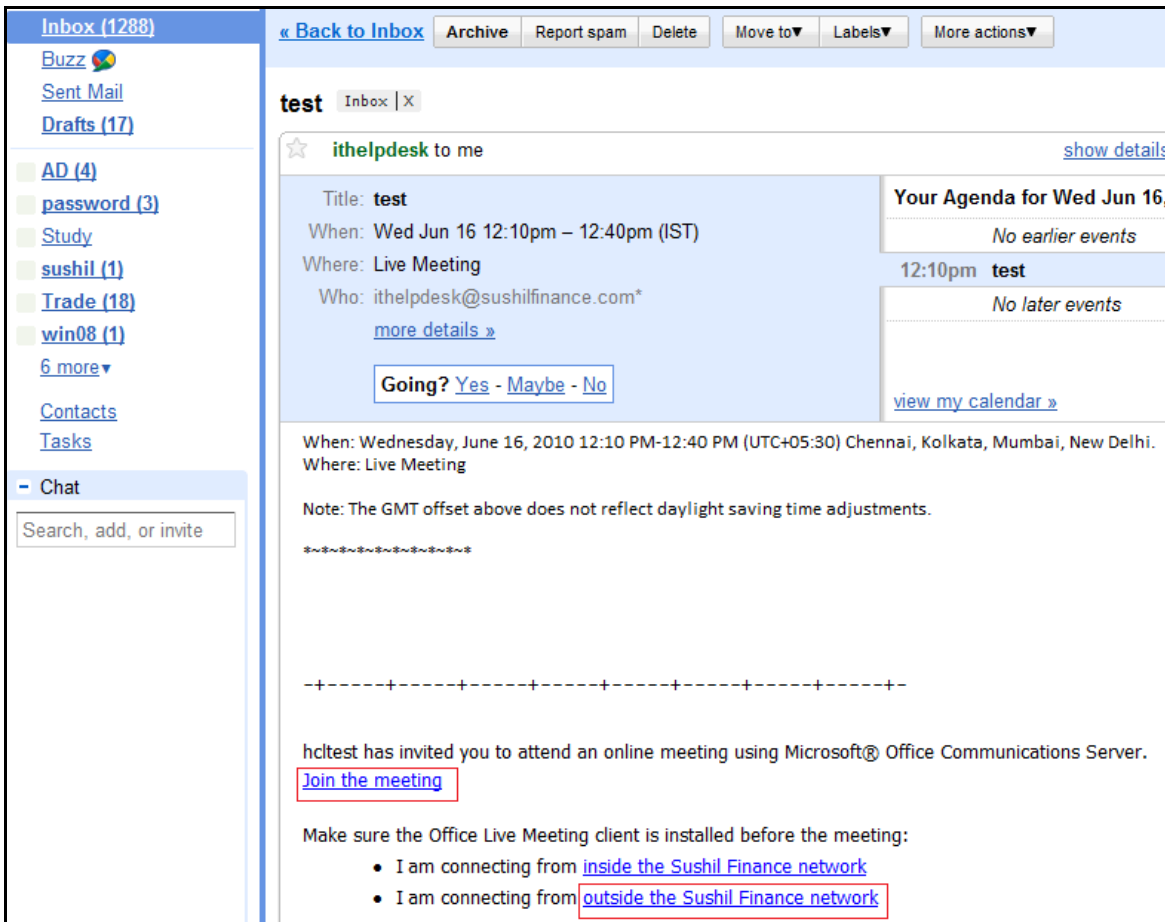 Inbox (1288)
Buzz
Sent Mail
Drafts (17)
AD (4)
password (3)
Study
sushil (1)
Trade (18)
win08 (1)
6 more▼
Contacts
Tasks
– Chat
Search, add, or invite
« Back to Inbox Archive Report spam Delete Move to▼ Labels▼ More actions▼
test Inbox | X
ithelpdesk to me show details
Title: test
When: Wed Jun 16 12:10pm – 12:40pm (IST)
Where: Live Meeting
Who: ithelpdesk@sushilfinance.com*
more details »
Going? Yes - Maybe - No
Your Agenda for Wed Jun 16,
No earlier events
12:10pm test
No later events
view my calendar »
When: Wednesday, June 16, 2010 12:10 PM-12:40 PM (UTC+05:30) Chennai, Kolkata, Mumbai, New Delhi.
Where: Live Meeting
Note: The GMT offset above does not reflect daylight saving time adjustments.
*~*~*~*~*~*~*~*~*~*
-+-----+-----+-----+-----+-----+-----+-----+-----+-
hcltest has invited you to attend an online meeting using Microsoft® Office Communications Server.
Join the meeting
Make sure the Office Live Meeting client is installed before the meeting:
• I am connecting from inside the Sushil Finance network
• I am connecting from outside the Sushil Finance network